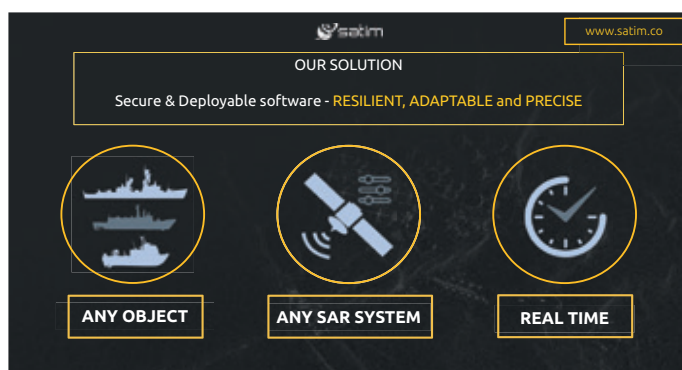 satim
www.satim.co
OUR SOLUTION
Secure & Deployable software - RESILIENT, ADAPTABLE and PRECISE
ANY OBJECT
ANY SAR SYSTEM
REAL TIME